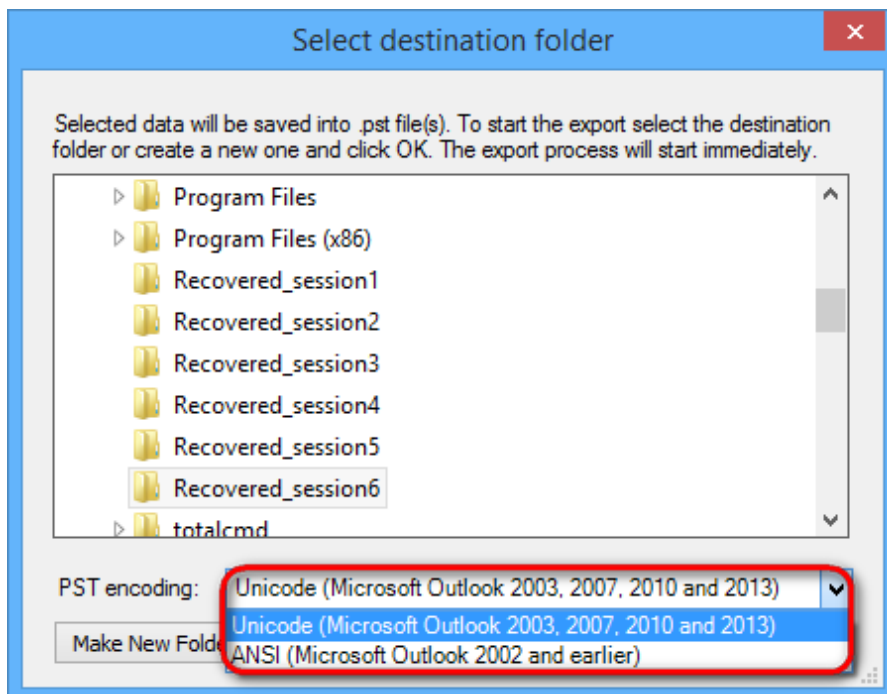 Select destination folder
Selected data will be saved into .pst file(s). To start the export select the destination
folder or create a new one and click OK. The export process will start immediately.
Program Files
Program Files (x86)
Recovered_session1
Recovered_session2
Recovered_session3
Recovered_session4
Recovered_session5
Recovered_session6
totalcmd
PST encoding: Unicode (Microsoft Outlook 2003, 2007, 2010 and 2013)
Unicode (Microsoft Outlook 2003, 2007, 2010 and 2013)
Make New Folde
ANSI (Microsoft Outlook 2002 and earlier)